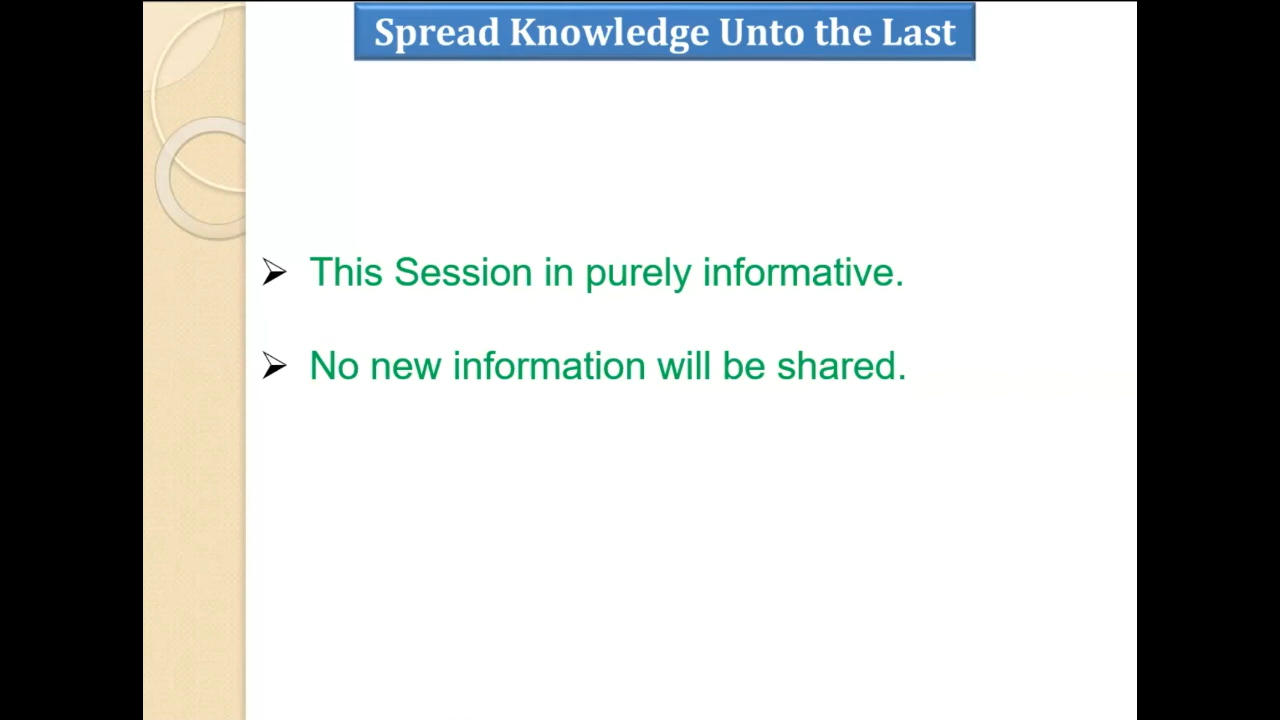 Spread Knowledge Unto the Last
➢ This Session in purely informative.
➢ No new information will be shared.